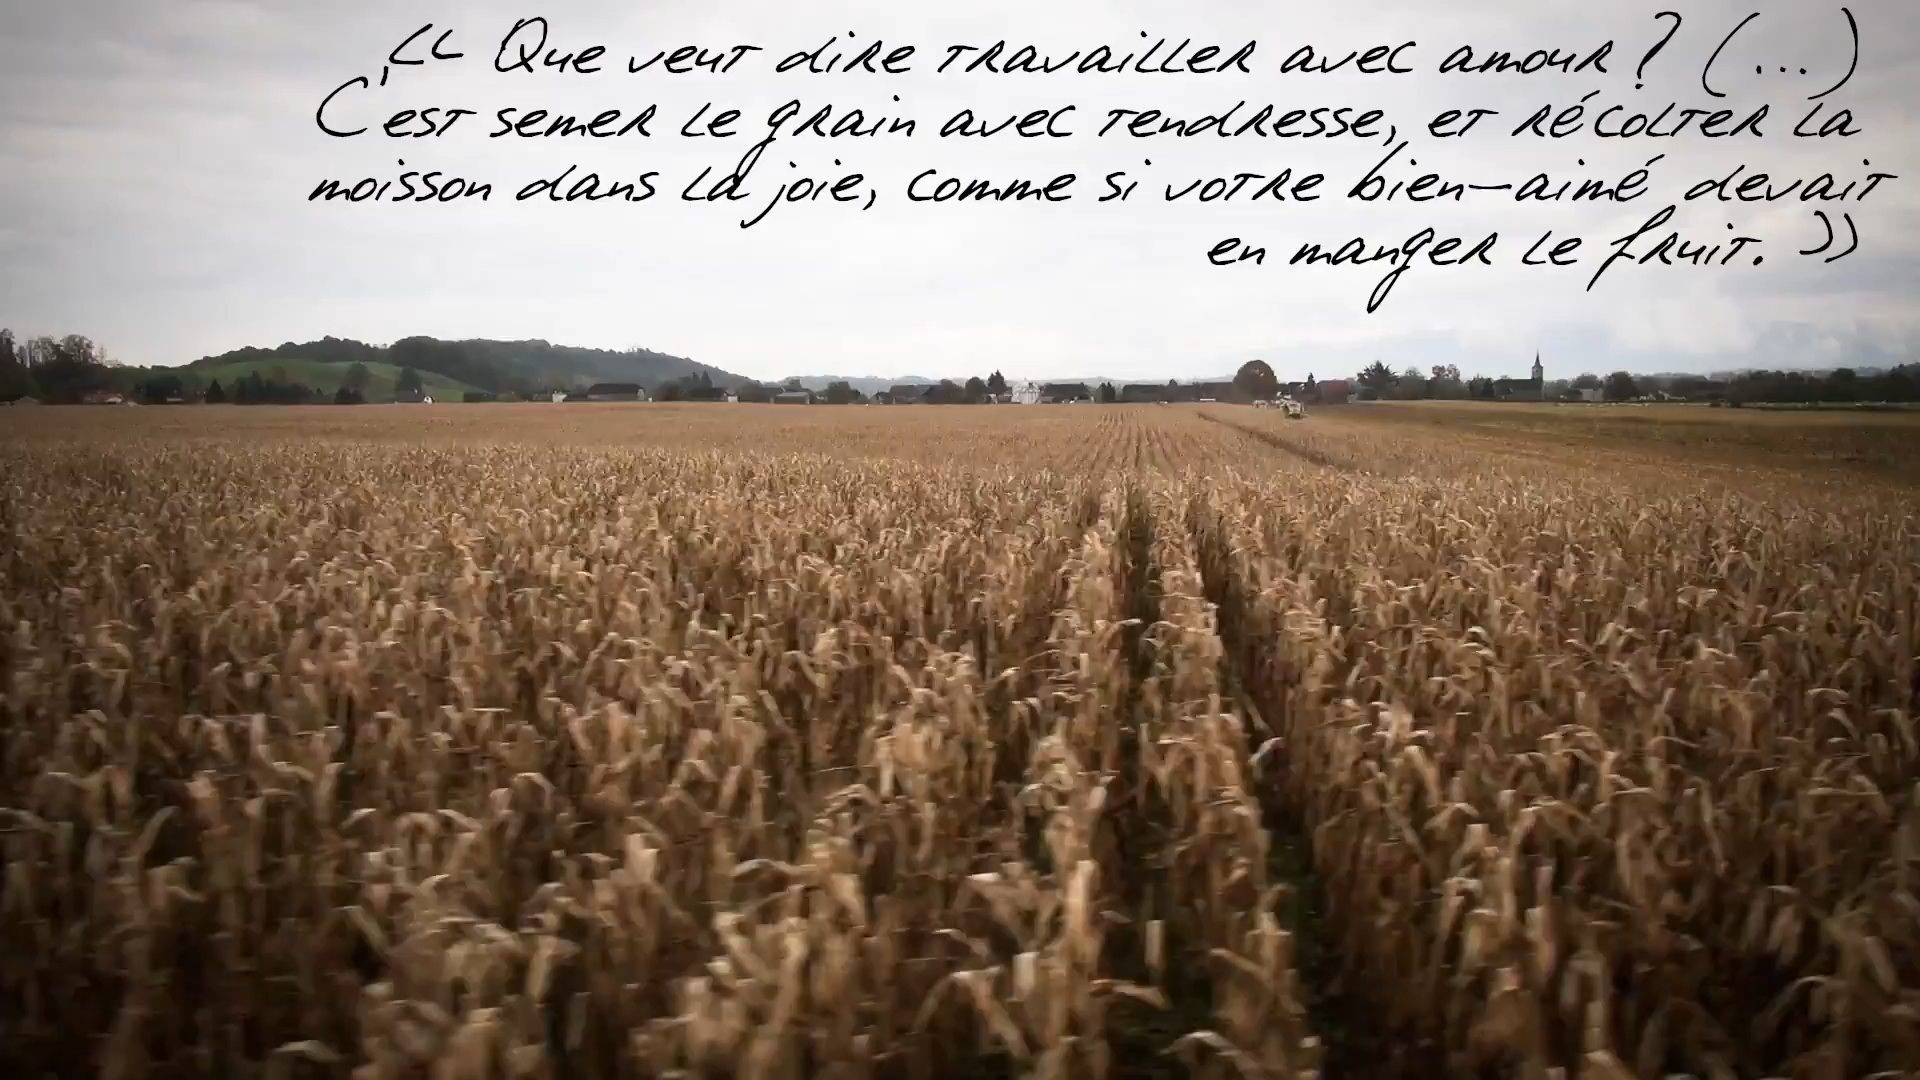 « Que veut dire travailler avec amour ? (...)
C'est semer le grain avec tendresse, et récolter la
moisson dans la joie, comme si votre bien-aimé devait
en manger le fruit. »